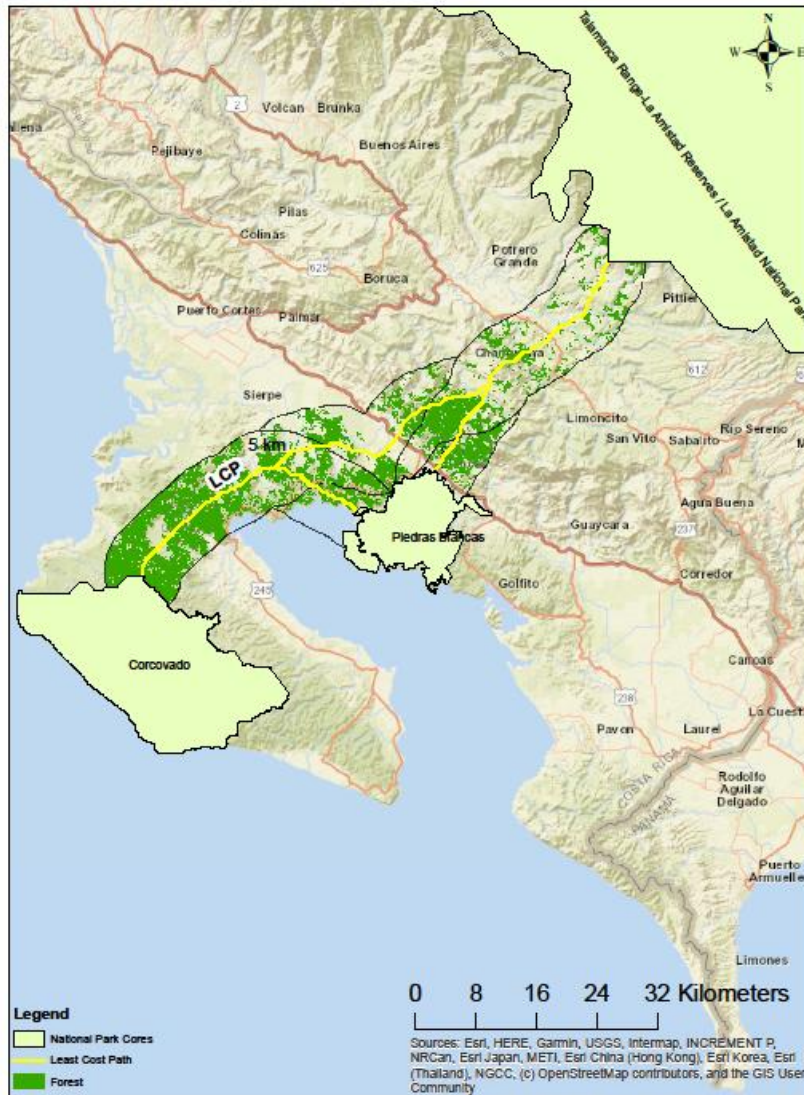 N
W
E
S
Talamanca Range-La Amistad Reserves / La Amistad National Park
2
Volcan
Brunka
Buenos Aires
Pejibaye
Pilas
Colinas
625
Boruca
Potrero
Grande
Puerto Cortes
Palmar
Pittier
612
Sierpe
5 km
LCP
Limoncito
San Vito
Sabalito
Rio Sereno
Agua Buena
237
Guaycara
Piedras Blancas
Golfito
Corredor
245
Corcovado
Canoas
238
La Cuest
Pavon
Laurel
COSTA RICA
PANAMÁ
Rodolfo
Aguilar
Delgado
Puerto
Armuelle
Limones
Legend
National Park Cores
Least Cost Path
Forest
0 8 16 24 32 Kilometers
Sources: Esri, HERE, Garmin, USGS, Intermap, INCREMENT P,
NRCan, Esri Japan, METI, Esri China (Hong Kong), Esri Korea, Esri
(Thailand), NGCC, (c) OpenStreetMap contributors, and the GIS User
Community